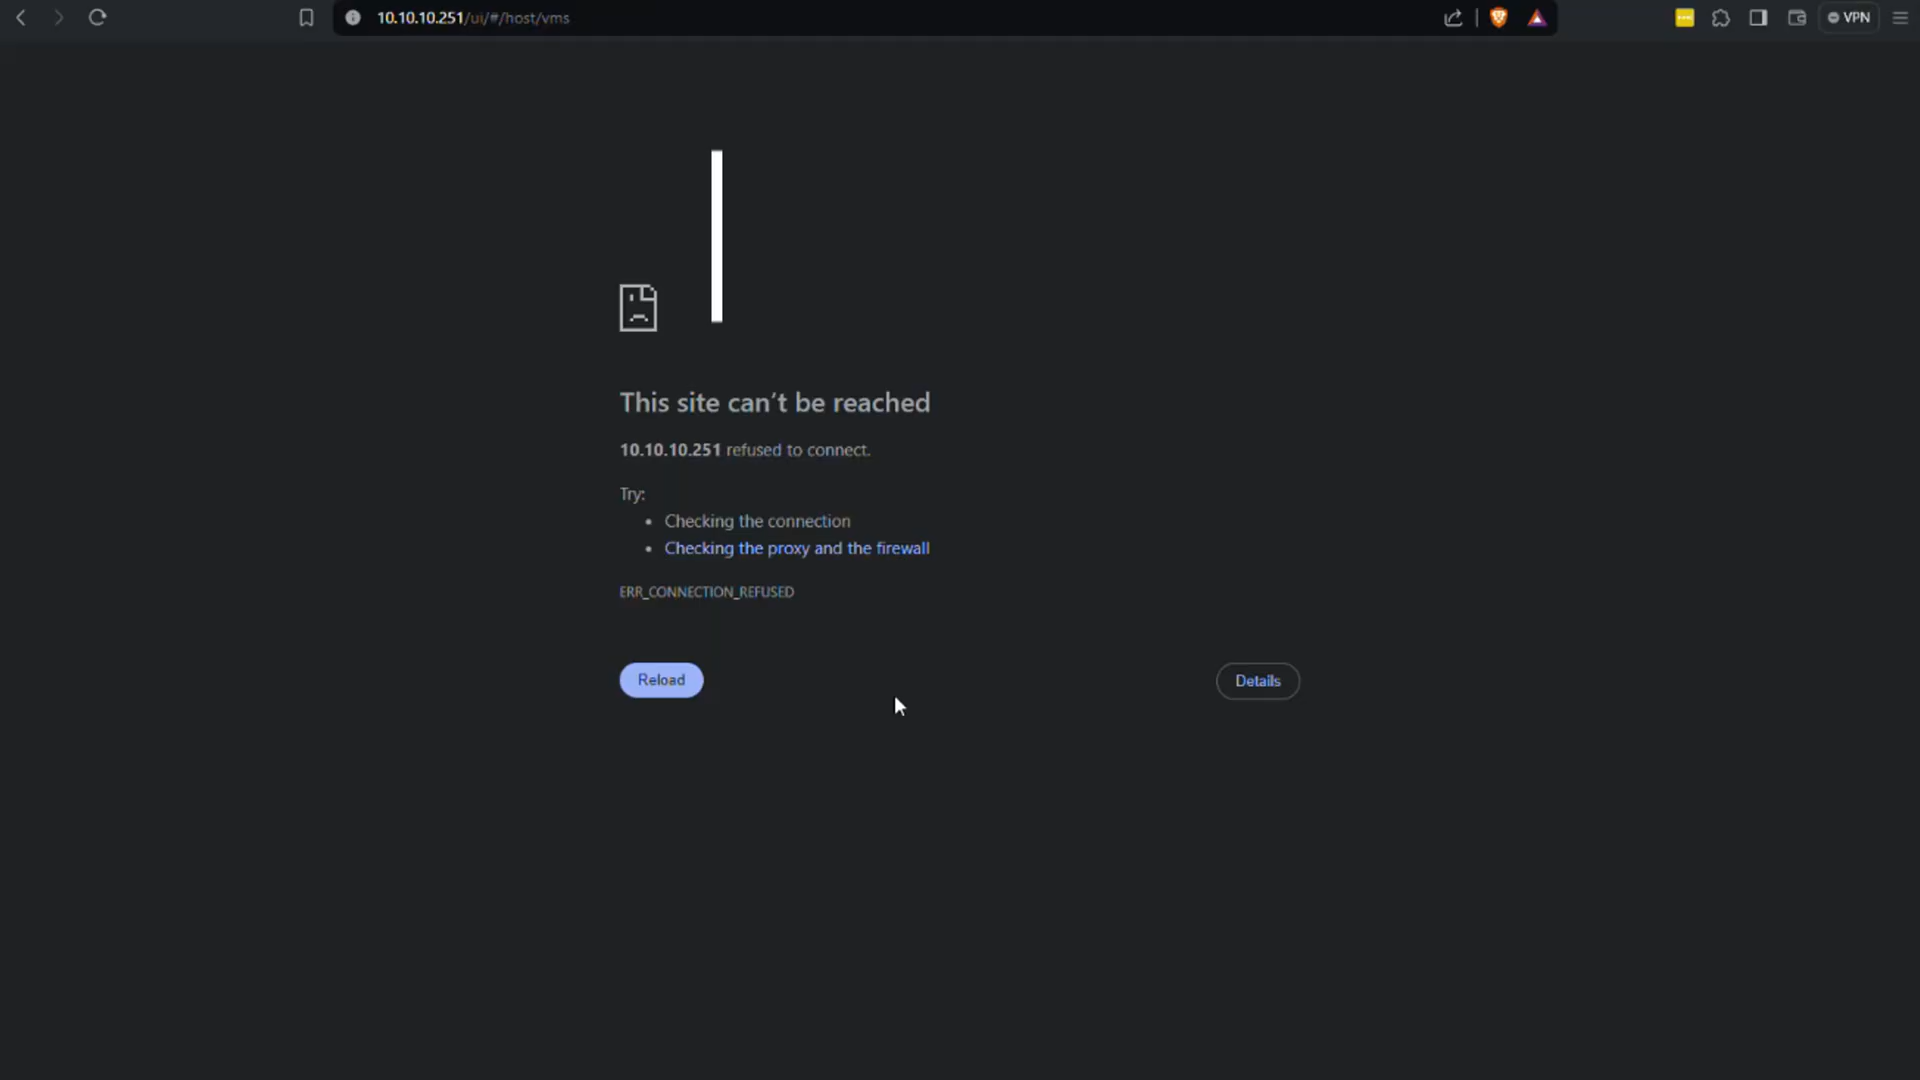 10.10.10.251/ui/#/host/vms
VPN
This site can't be reached
10.10.10.251 refused to connect.
Try:
• Checking the connection
• Checking the proxy and the firewall
ERR_CONNECTION_REFUSED
Reload
Details